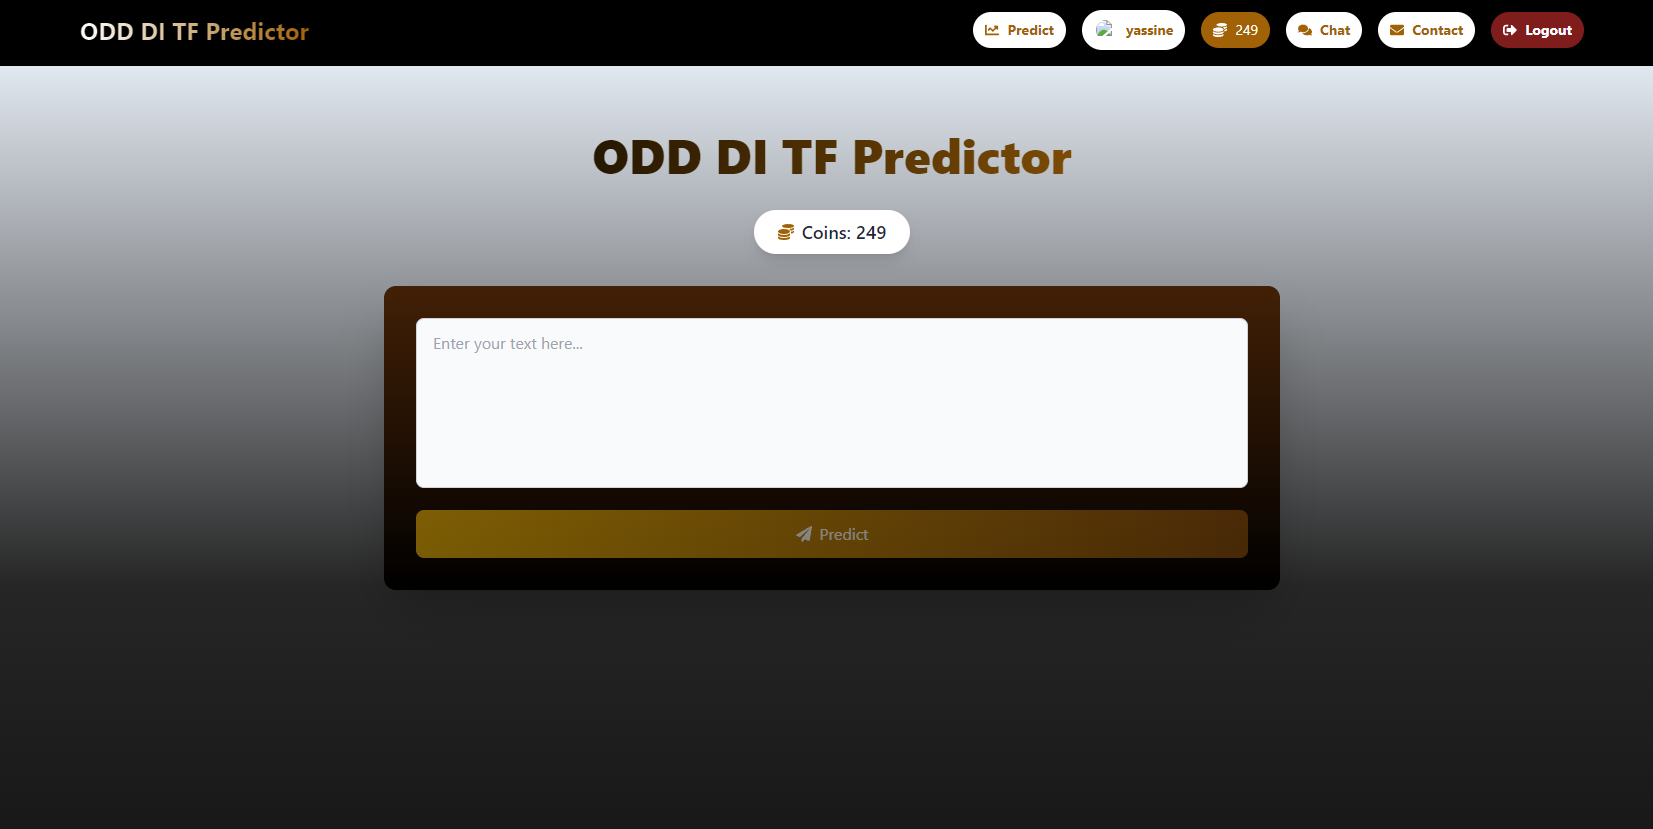 ODD DI TF Predictor
Predict
yassine
249
Chat
Contact
Logout
ODD DI TF Predictor
Coins: 249
Enter your text here...
Predict